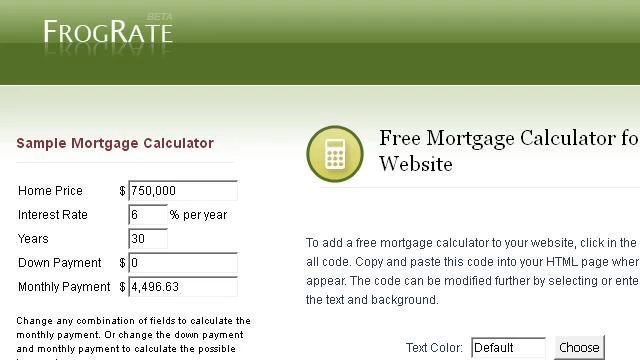 BETA
FROGRATE
Sample Mortgage Calculator
Home Price $ 750,000
Interest Rate 6 % per year
Years 30
Down Payment $ 0
Monthly Payment $ 4,496.63
Change any combination of fields to calculate the
monthly payment. Or change the down payment
and monthly payment to calculate the possible
Free Mortgage Calculator fo
Website
To add a free mortgage calculator to your website, click in the
all code. Copy and paste this code into your HTML page wher
appear. The code can be modified further by selecting or ente
the text and background.
Text Color: Default Choose